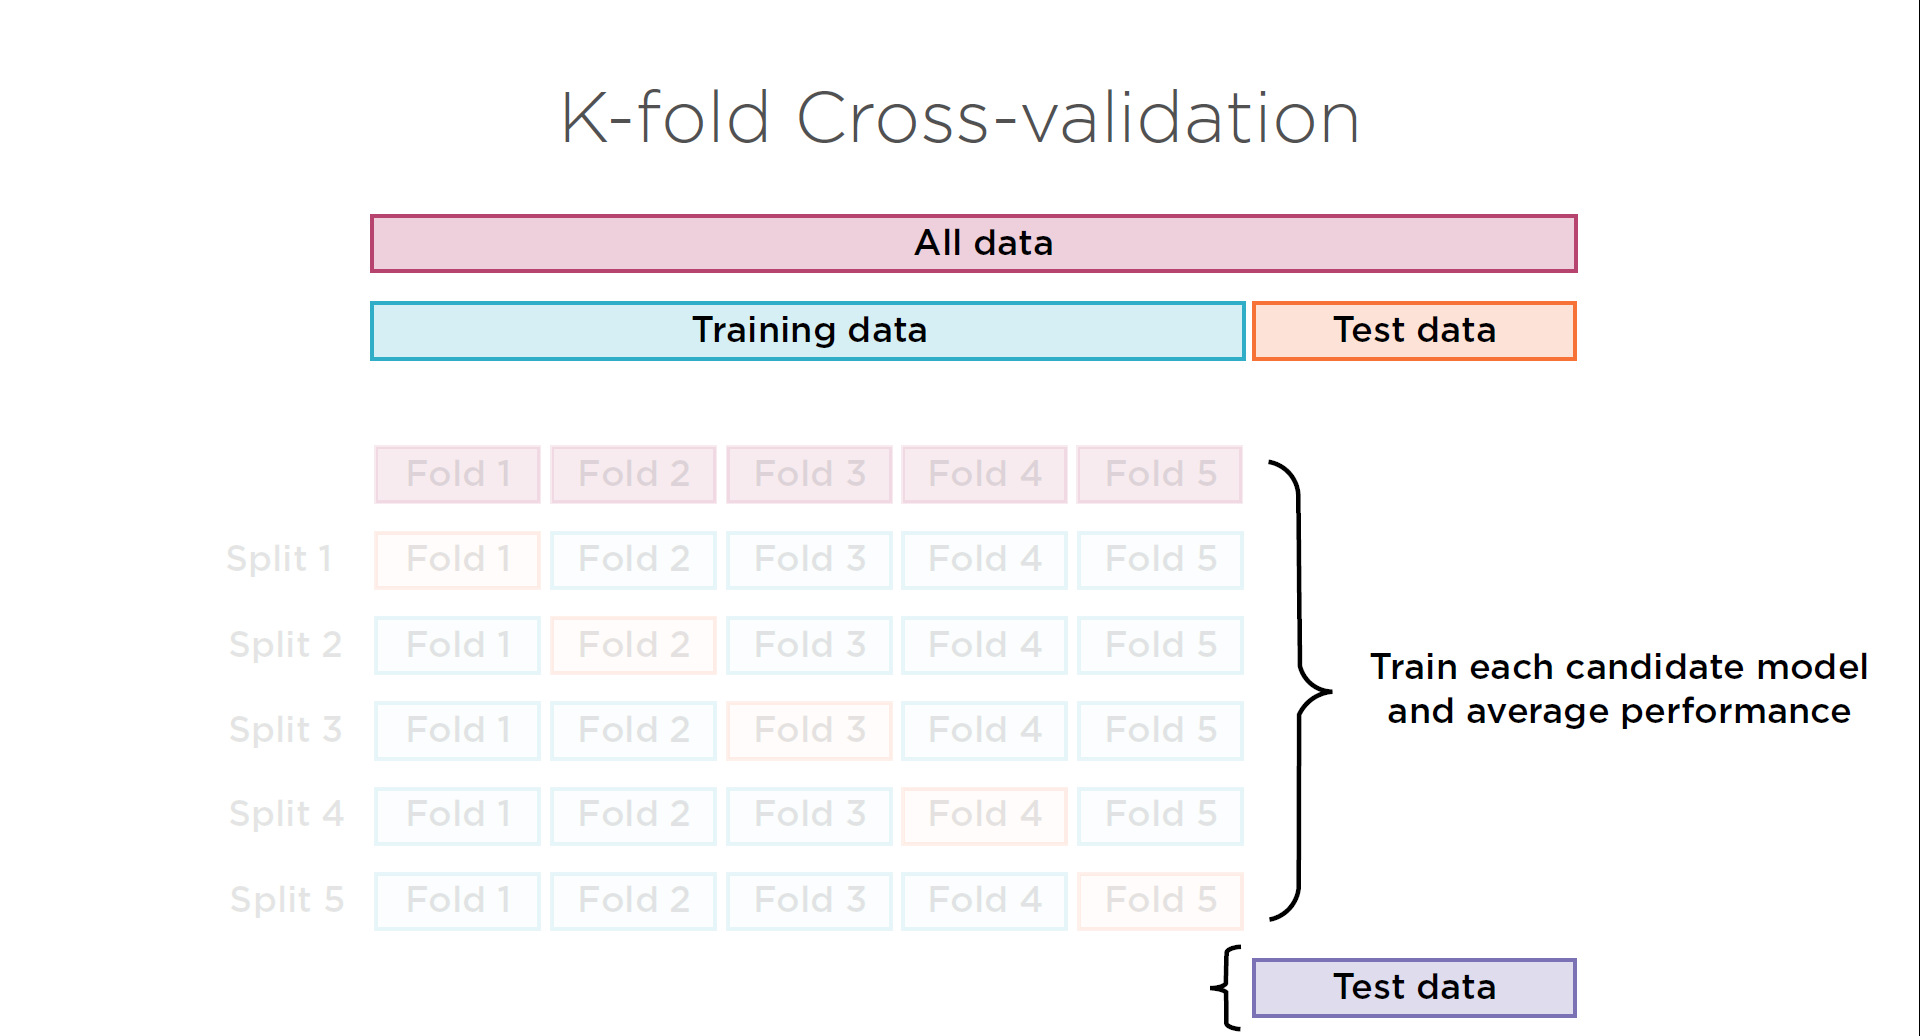 K-fold Cross-validation
All data
Training data Test data
Fold 1 Fold 2 Fold 3 Fold 4 Fold 5
Split 1 Fold 1 Fold 2 Fold 3 Fold 4 Fold 5
Split 2 Fold 1 Fold 2 Fold 3 Fold 4 Fold 5
Split 3 Fold 1 Fold 2 Fold 3 Fold 4 Fold 5
Split 4 Fold 1 Fold 2 Fold 3 Fold 4 Fold 5
Split 5 Fold 1 Fold 2 Fold 3 Fold 4 Fold 5
Train each candidate model
and average performance
Test data